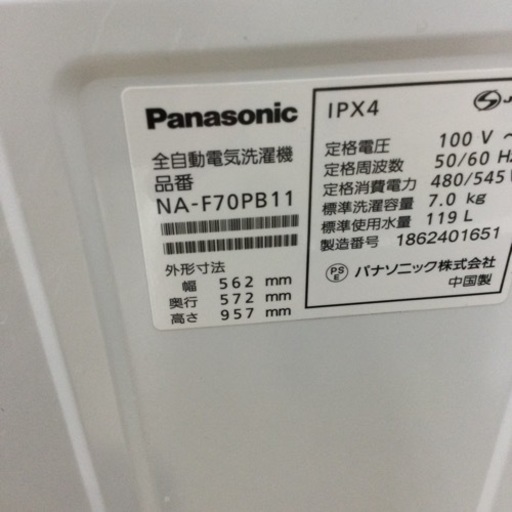 Panasonic
全自動電気洗濯機
品番
NA-F70PB11
外形寸法
幅 562 mm
奥行 572 mm
高さ 957 mm
IPX4
定格電圧 100 V ~
定格周波数 50/60 Hz
定格消費電力 480/545
標準洗濯容量 7.0 kg
標準使用水量 119 L
製造番号 1862401651
PS E パナソニック株式会社
中国製